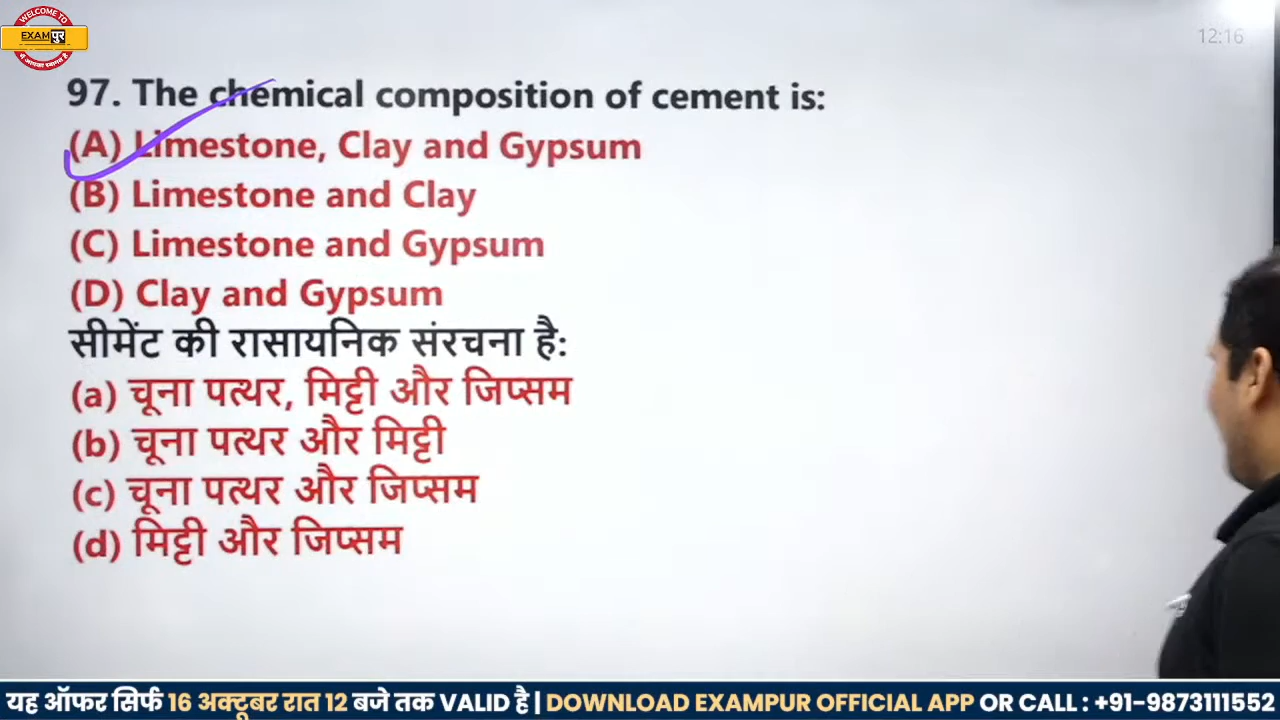 WELCOME TO
EXAMपुर
में आपका स्वागत है
12:16
97. The chemical composition of cement is:
(A) Limestone, Clay and Gypsum
(B) Limestone and Clay
(C) Limestone and Gypsum
(D) Clay and Gypsum
सीमेंट की रासायनिक संरचना है:
(a) चूना पत्थर, मिट्टी और जिप्सम
(b) चूना पत्थर और मिट्टी
(c) चूना पत्थर और जिप्सम
(d) मिट्टी और जिप्सम
यह ऑफर सिर्फ 16 अक्टूबर रात 12 बजे तक VALID है | DOWNLOAD EXAMPUR OFFICIAL APP OR CALL : +91-9873111552